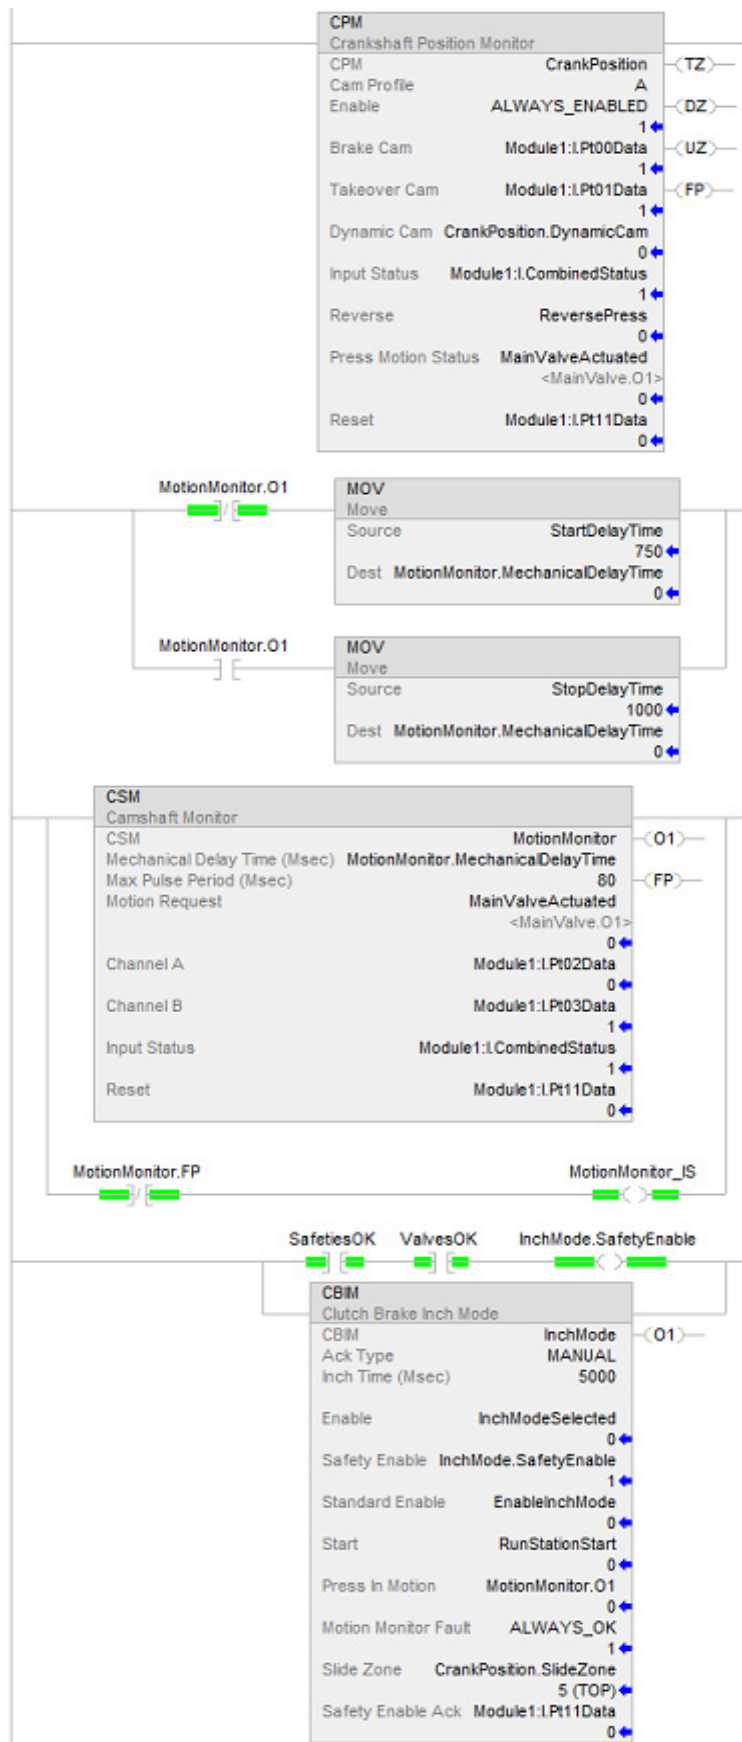 CPM
Crankshaft Position Monitor
CPM CrankPosition (TZ)
Cam Profile A
Enable ALWAYS_ENABLED (DZ)
1
Brake Cam Module1:I.Pt00Data (UZ)
1
Takeover Cam Module1:I.Pt01Data (FP)
1
Dynamic Cam CrankPosition.DynamicCam
0
Input Status Module1:I.CombinedStatus
1
Reverse ReversePress
0
Press Motion Status MainValveActuated
<MainValve.O1>
0
Reset Module1:I.Pt11Data
0
MotionMonitor.O1
MOV
Move
Source StartDelayTime
750
Dest MotionMonitor.MechanicalDelayTime
0
MotionMonitor.O1
MOV
Move
Source StopDelayTime
1000
Dest MotionMonitor.MechanicalDelayTime
0
CSM
Camshaft Monitor
CSM MotionMonitor (O1)
Mechanical Delay Time (Msec) MotionMonitor.MechanicalDelayTime
Max Pulse Period (Msec) 80 (FP)
Motion Request MainValveActuated
<MainValve.O1>
0
Channel A Module1:I.Pt02Data
0
Channel B Module1:I.Pt03Data
1
Input Status Module1:I.CombinedStatus
1
Reset Module1:I.Pt11Data
0
MotionMonitor.FP MotionMonitor_IS
SafetiesOK ValvesOK InchMode.SafetyEnable
CBIM
Clutch Brake Inch Mode
CBIM InchMode (O1)
Ack Type MANUAL
Inch Time (Msec) 5000
Enable InchModeSelected
0
Safety Enable InchMode.SafetyEnable
1
Standard Enable EnableInchMode
0
Start RunStationStart
0
Press In Motion MotionMonitor.O1
0
Motion Monitor Fault ALWAYS_OK
1
Slide Zone CrankPosition.SlideZone
5 (TOP)
Safety Enable Ack Module1:I.Pt11Data
0